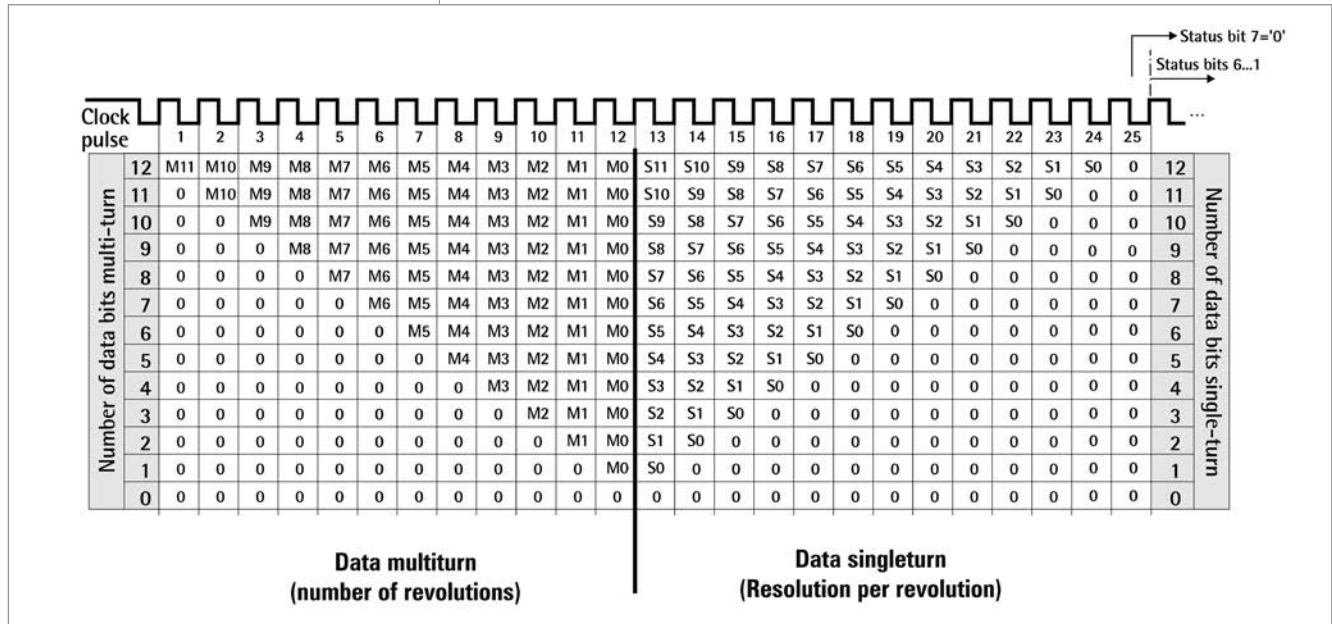 Status bit 7='0'
Status bits 6...1
Clock pulse
...
1 2 3 4 5 6 7 8 9 10 11 12 13 14 15 16 17 18 19 20 21 22 23 24 25
Number of data bits multi-turn
12 M11 M10 M9 M8 M7 M6 M5 M4 M3 M2 M1 M0 S11 S10 S9 S8 S7 S6 S5 S4 S3 S2 S1 S0 0 12
11 0 M10 M9 M8 M7 M6 M5 M4 M3 M2 M1 M0 S10 S9 S8 S7 S6 S5 S4 S3 S2 S1 S0 0 0 11
10 0 0 M9 M8 M7 M6 M5 M4 M3 M2 M1 M0 S9 S8 S7 S6 S5 S4 S3 S2 S1 S0 0 0 0 10
9 0 0 0 M8 M7 M6 M5 M4 M3 M2 M1 M0 S8 S7 S6 S5 S4 S3 S2 S1 S0 0 0 0 0 9
8 0 0 0 0 M7 M6 M5 M4 M3 M2 M1 M0 S7 S6 S5 S4 S3 S2 S1 S0 0 0 0 0 0 8
7 0 0 0 0 0 M6 M5 M4 M3 M2 M1 M0 S6 S5 S4 S3 S2 S1 S0 0 0 0 0 0 0 7
6 0 0 0 0 0 0 M5 M4 M3 M2 M1 M0 S5 S4 S3 S2 S1 S0 0 0 0 0 0 0 0 6
5 0 0 0 0 0 0 0 M4 M3 M2 M1 M0 S4 S3 S2 S1 S0 0 0 0 0 0 0 0 0 5
4 0 0 0 0 0 0 0 0 M3 M2 M1 M0 S3 S2 S1 S0 0 0 0 0 0 0 0 0 0 4
3 0 0 0 0 0 0 0 0 0 M2 M1 M0 S2 S1 S0 0 0 0 0 0 0 0 0 0 0 3
2 0 0 0 0 0 0 0 0 0 0 M1 M0 S1 S0 0 0 0 0 0 0 0 0 0 0 0 2
1 0 0 0 0 0 0 0 0 0 0 0 M0 S0 0 0 0 0 0 0 0 0 0 0 0 0 1
0 0 0 0 0 0 0 0 0 0 0 0 0 0 0 0 0 0 0 0 0 0 0 0 0 0 0
Number of data bits single-turn
Data multiturn
(number of revolutions)
Data singleturn
(Resolution per revolution)